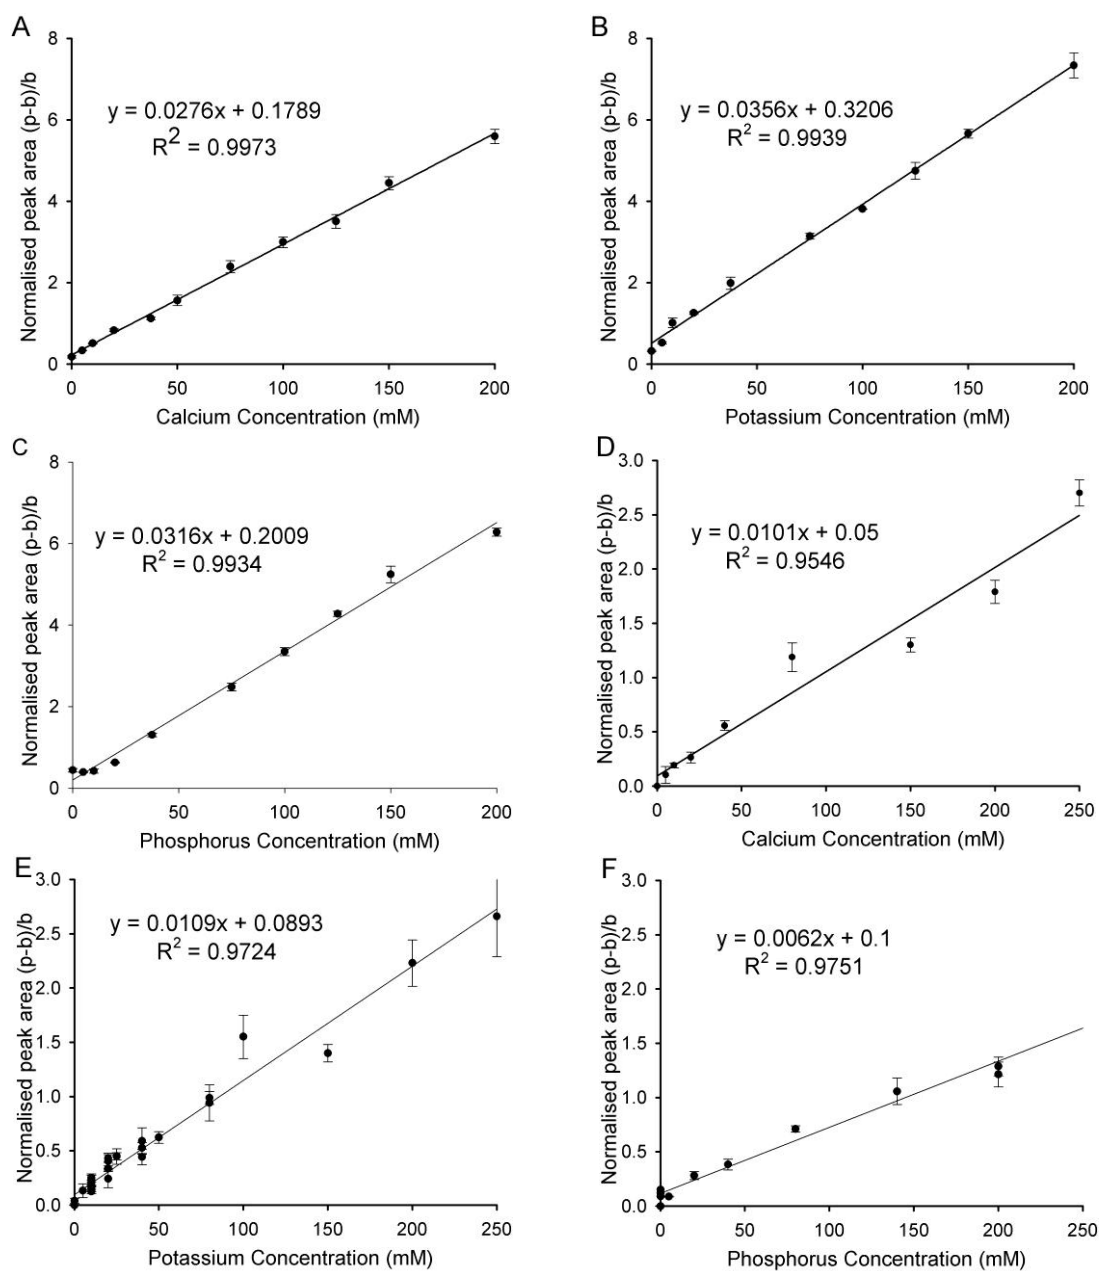 A
8
6
4
2
0
Normalised peak area (p-b)/b
y = 0.0276x + 0.1789
R2 = 0.9973
0 50 100 150 200
Calcium Concentration (mM)
B
8
6
4
2
0
Normalised peak area (p-b)/b
y = 0.0356x + 0.3206
R2 = 0.9939
0 50 100 150 200
Potassium Concentration (mM)
C
8
6
4
2
0
Normalised peak area (p-b)/b
y = 0.0316x + 0.2009
R2 = 0.9934
0 50 100 150 200
Phosphorus Concentration (mM)
D
3.0
2.5
2.0
1.5
1.0
0.5
0.0
Normalised peak area (p-b)/b
y = 0.0101x + 0.05
R2 = 0.9546
0 50 100 150 200 250
Calcium Concentration (mM)
E
3.0
2.5
2.0
1.5
1.0
0.5
0.0
Normalised peak area (p-b)/b
y = 0.0109x + 0.0893
R2 = 0.9724
0 50 100 150 200 250
Potassium Concentration (mM)
F
3.0
2.5
2.0
1.5
1.0
0.5
0.0
Normalised peak area (p-b)/b
y = 0.0062x + 0.1
R2 = 0.9751
0 50 100 150 200 250
Phosphorus Concentration (mM)